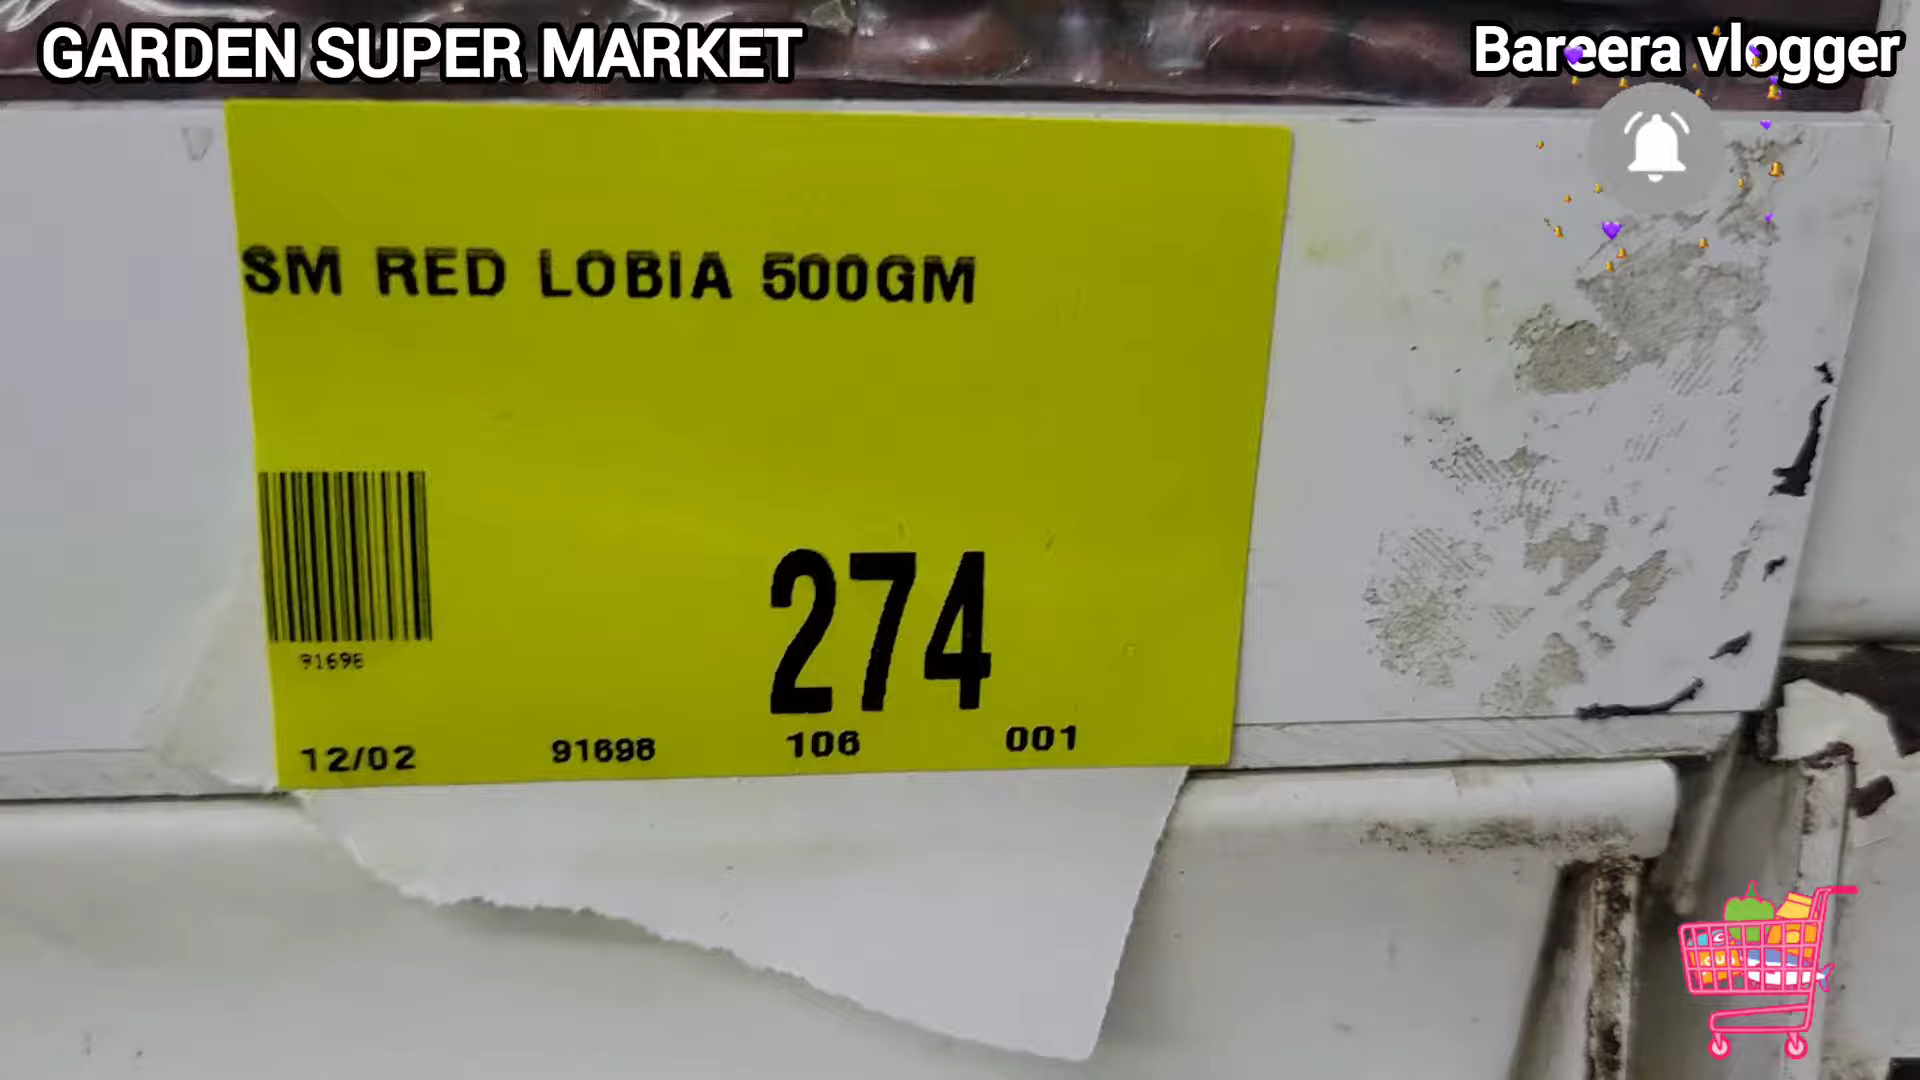 GARDEN SUPER MARKET
Bareera vlogger
SM RED LOBIA 500GM
91698
274
12/02 91698 106 001